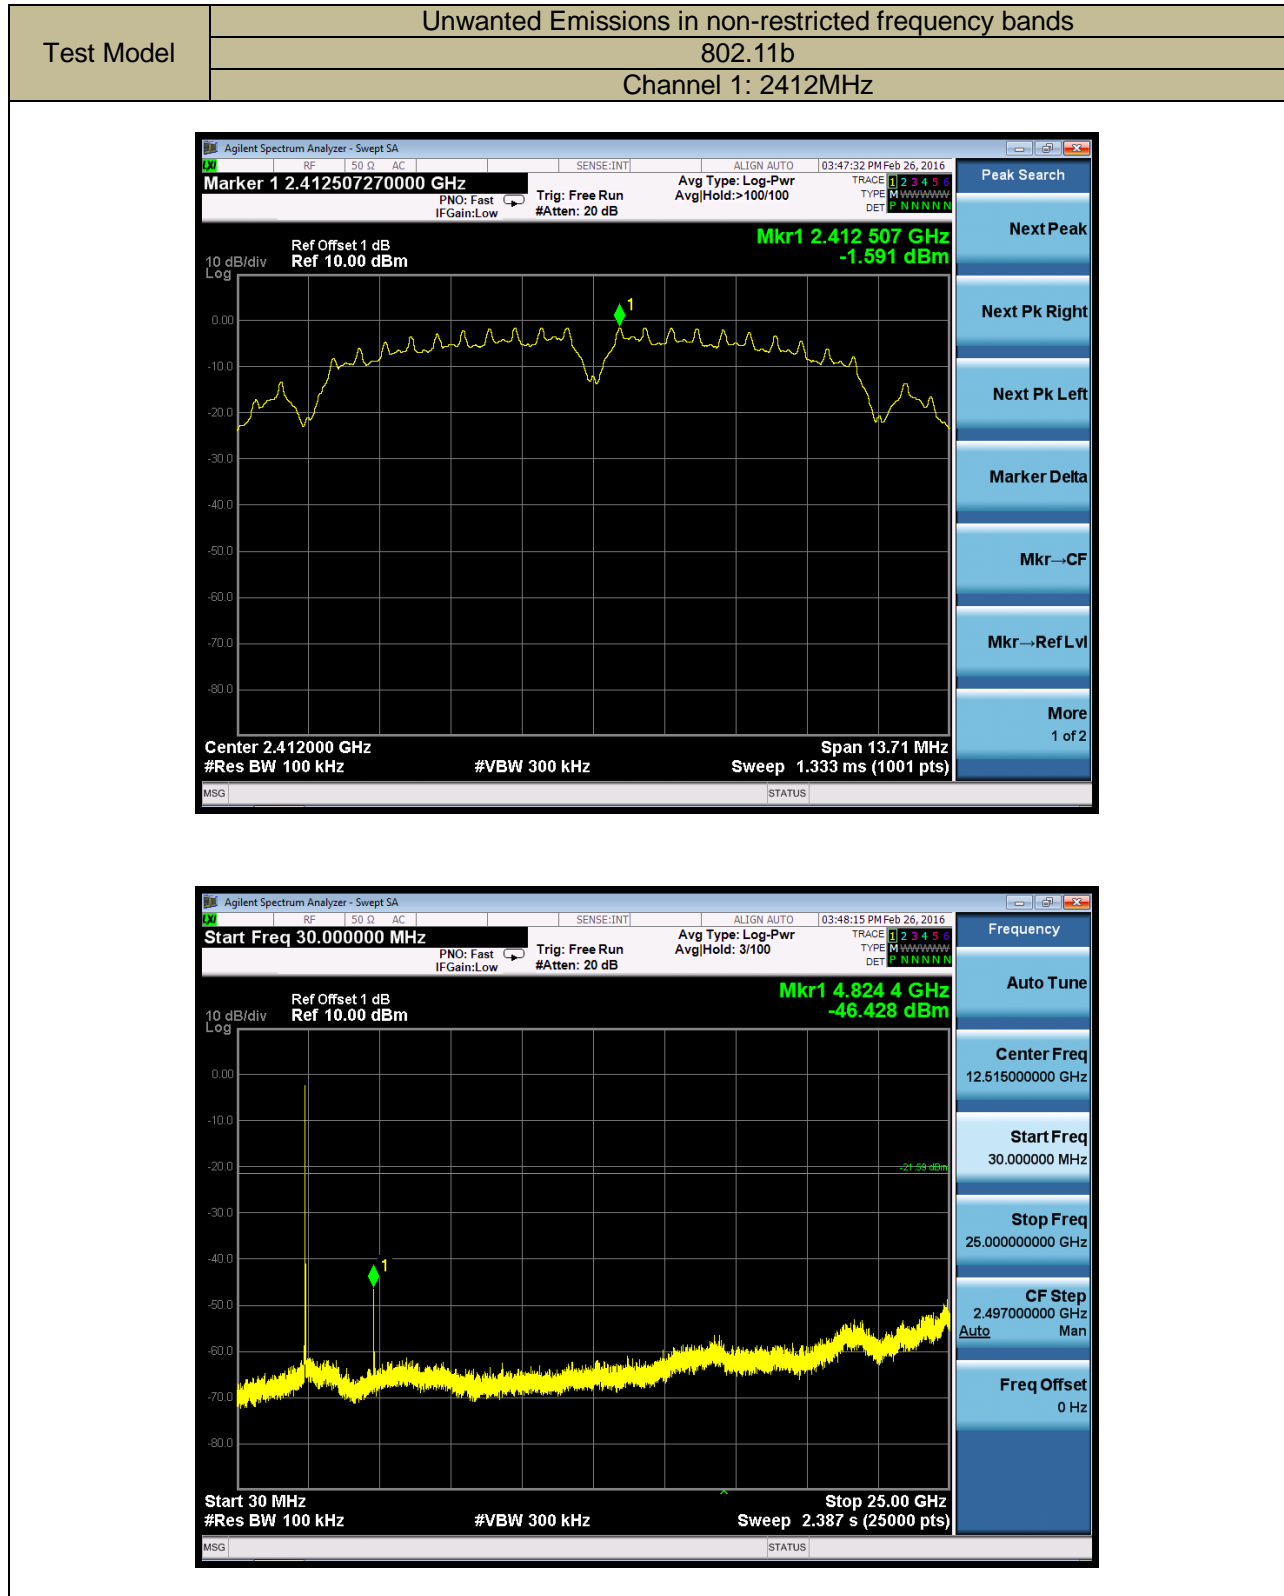 Test Model
Unwanted Emissions in non-restricted frequency bands
802.11b
Channel 1: 2412MHz
Agilent Spectrum Analyzer - Swept SA
LXI RF 50 Ω AC SENSE:INT ALIGN AUTO 03:47:32 PM Feb 26, 2016
Marker 1 2.412507270000 GHz
PNO: Fast
IFGain:Low
Trig: Free Run
#Atten: 20 dB
Avg Type: Log-Pwr
Avg|Hold:>100/100
TRACE 1 2 3 4 5 6
TYPE M WWWWW
DET P N N N N N
Mkr1 2.412 507 GHz
-1.591 dBm
Ref Offset 1 dB
10 dB/div Ref 10.00 dBm
Log
1
0.00
-10.0
-20.0
-30.0
-40.0
-50.0
-60.0
-70.0
-80.0
Center 2.412000 GHz Span 13.71 MHz
#Res BW 100 kHz #VBW 300 kHz Sweep 1.333 ms (1001 pts)
MSG STATUS
Peak Search
Next Peak
Next Pk Right
Next Pk Left
Marker Delta
Mkr→CF
Mkr→Ref Lvl
More
1 of 2
Agilent Spectrum Analyzer - Swept SA
LXI RF 50 Ω AC SENSE:INT ALIGN AUTO 03:48:15 PM Feb 26, 2016
Start Freq 30.000000 MHz
PNO: Fast
IFGain:Low
Trig: Free Run
#Atten: 20 dB
Avg Type: Log-Pwr
Avg|Hold: 3/100
TRACE 1 2 3 4 5 6
TYPE M WWWWW
DET P N N N N N
Mkr1 4.824 4 GHz
-46.428 dBm
Ref Offset 1 dB
10 dB/div Ref 10.00 dBm
Log
0.00
-10.0
-20.0
-21.59 dBm
-30.0
-40.0
1
-50.0
-60.0
-70.0
-80.0
Start 30 MHz Stop 25.00 GHz
#Res BW 100 kHz #VBW 300 kHz Sweep 2.387 s (25000 pts)
MSG STATUS
Frequency
Auto Tune
Center Freq
12.515000000 GHz
Start Freq
30.000000 MHz
Stop Freq
25.000000000 GHz
CF Step
2.497000000 GHz
Auto Man
Freq Offset
0 Hz